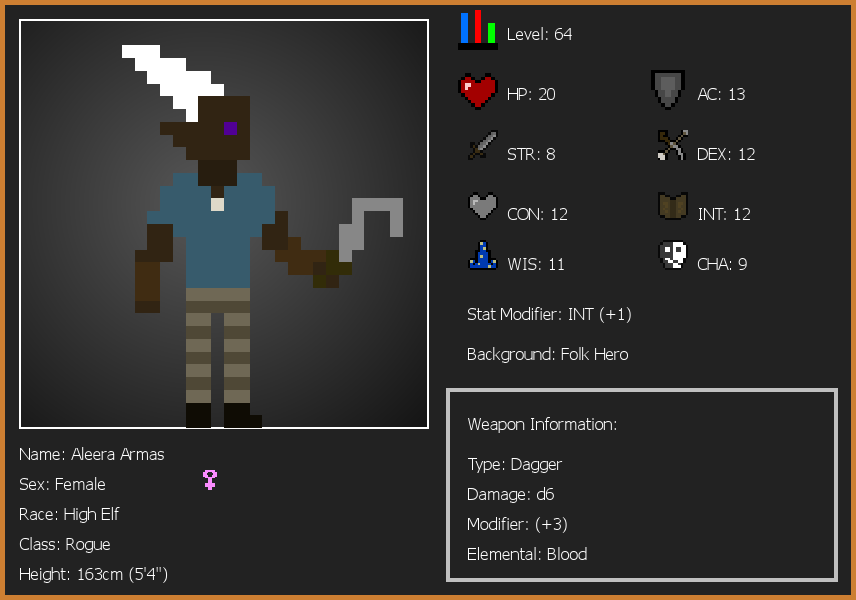 Level: 64
HP: 20
AC: 13
STR: 8
DEX: 12
CON: 12
INT: 12
WIS: 11
CHA: 9
Stat Modifier: INT (+1)
Background: Folk Hero
Weapon Information:
Type: Dagger
Damage: d6
Modifier: (+3)
Elemental: Blood
Name: Aleera Armas
Sex: Female
Race: High Elf
Class: Rogue
Height: 163cm (5'4")